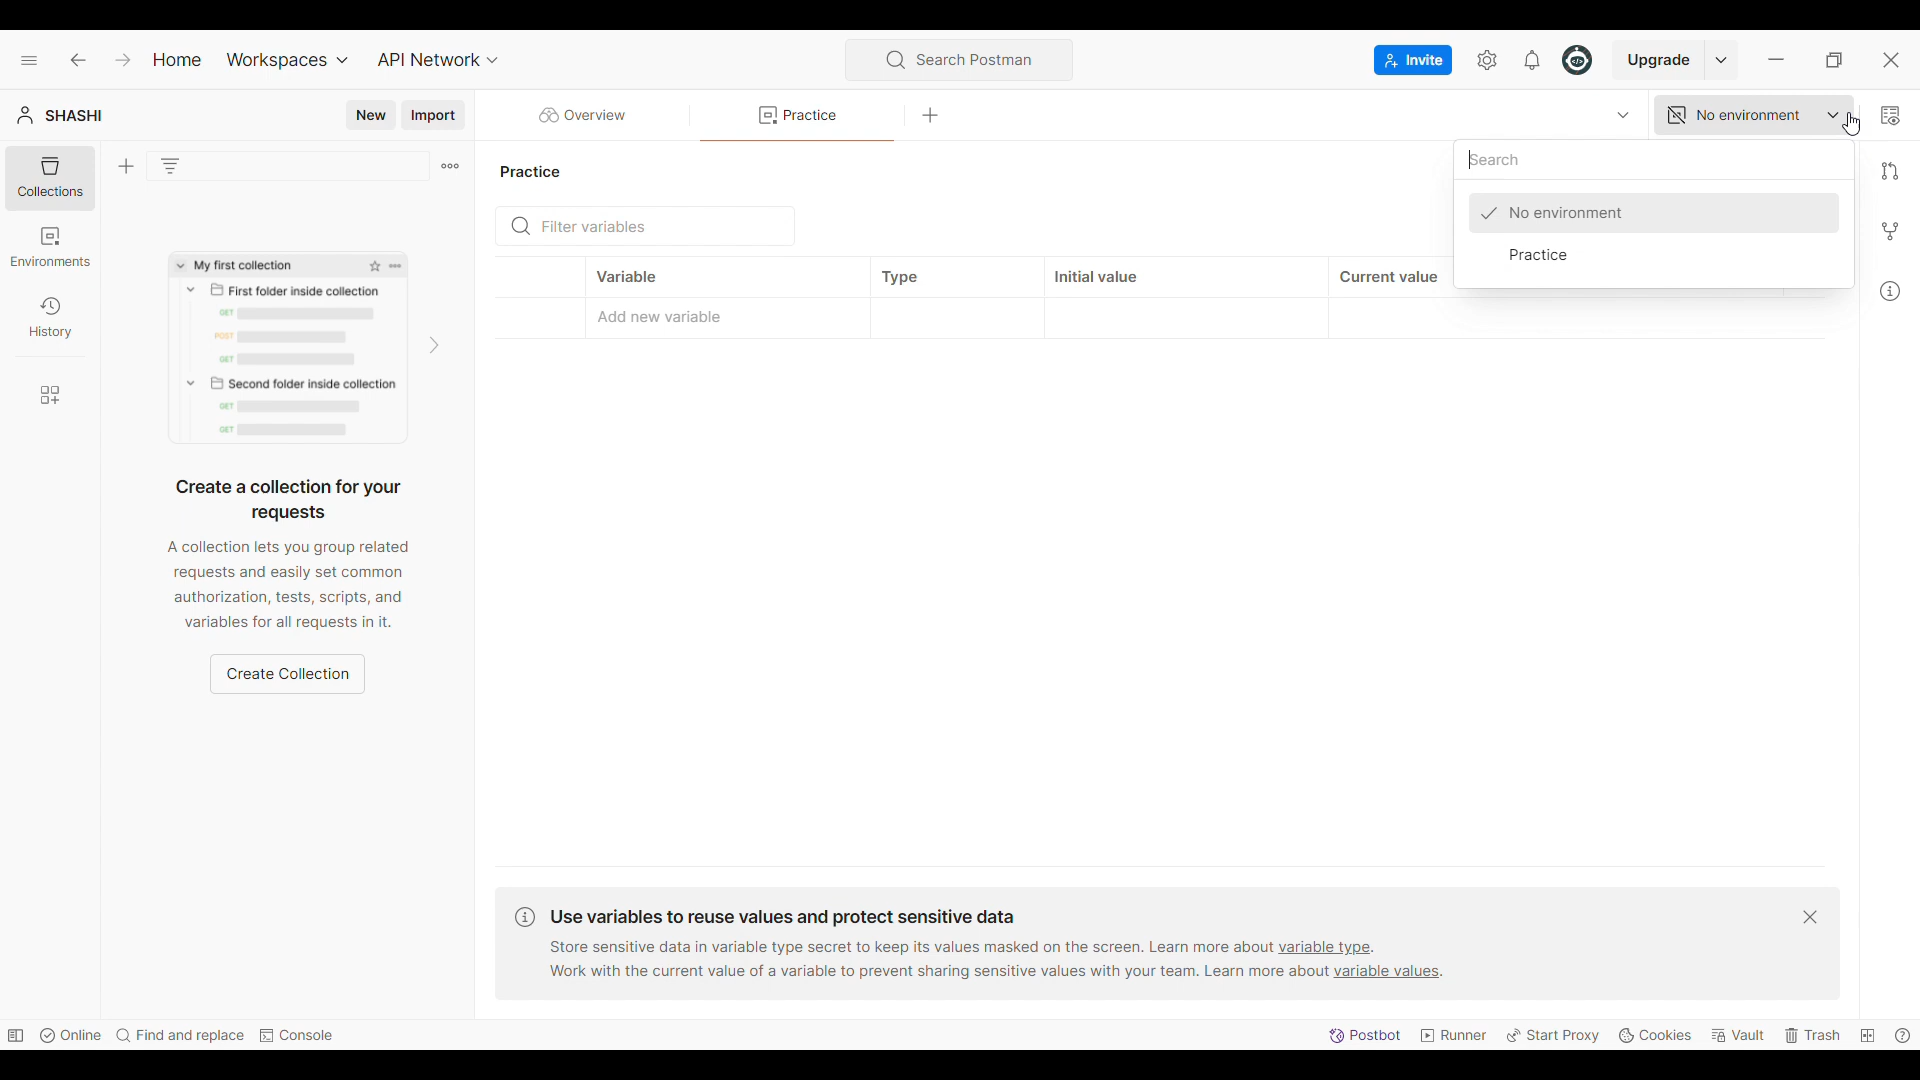 Home Workspaces API Network Search Postman Invite Upgrade
SHASHI New Import Overview Practice No environment
Collections
Environments
History
My first collection
First folder inside collection
GET
POST
GET
Second folder inside collection
GET
GET
Create a collection for your
requests
A collection lets you group related
requests and easily set common
authorization, tests, scripts, and
variables for all requests in it.
Create Collection
Practice
Filter variables
Variable Type Initial value Current value
Add new variable
Search
No environment
Practice
Use variables to reuse values and protect sensitive data
Store sensitive data in variable type secret to keep its values masked on the screen. Learn more about variable type.
Work with the current value of a variable to prevent sharing sensitive values with your team. Learn more about variable values.
Online Find and replace Console Postbot Runner Start Proxy Cookies Vault Trash